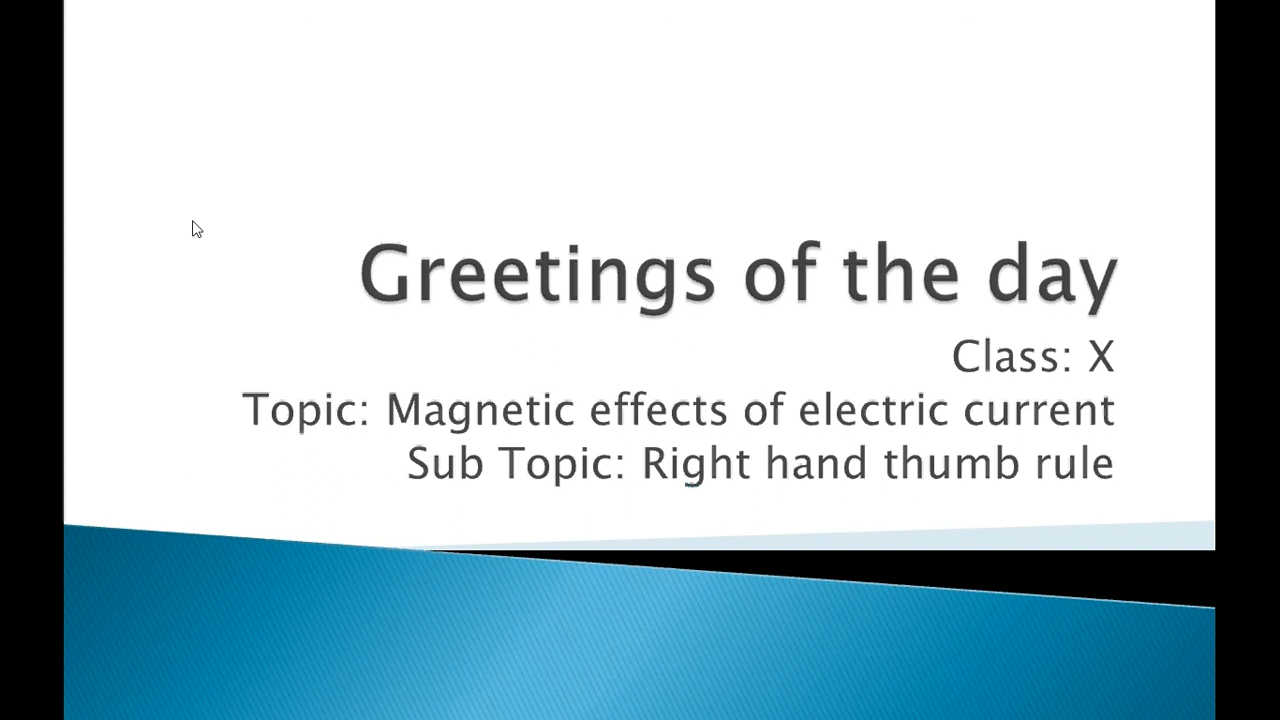 Greetings of the day
Class: X
Topic: Magnetic effects of electric current
Sub Topic: Right hand thumb rule